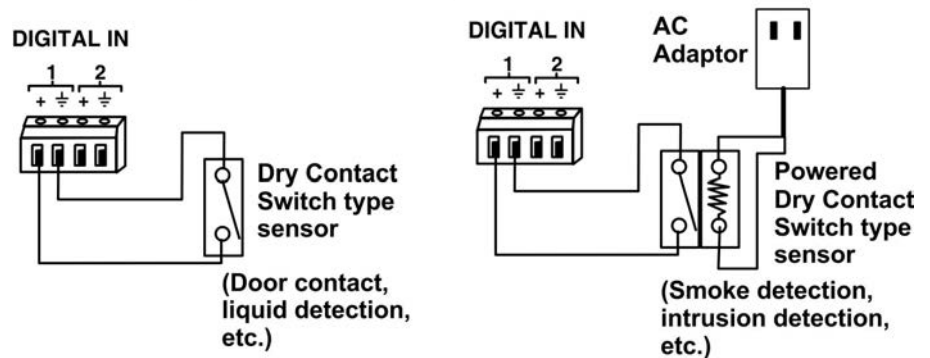 DIGITAL IN
1 2
+ ⏚ + ⏚
Dry Contact
Switch type
sensor
(Door contact,
liquid detection,
etc.)
DIGITAL IN
1 2
+ ⏚ + ⏚
AC
Adaptor
Powered
Dry Contact
Switch type
sensor
(Smoke detection,
intrusion detection,
etc.)